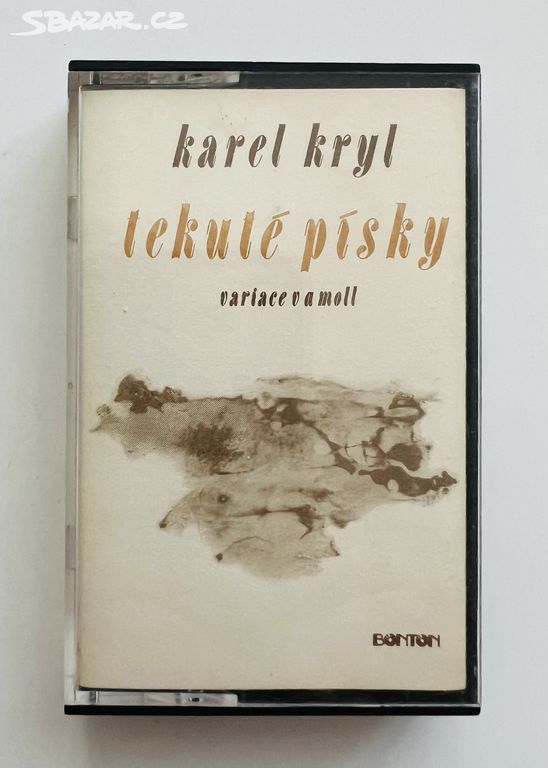 SBAZAR.CZ
karel kryl
tekuté písky
variace v a moll
BONTON